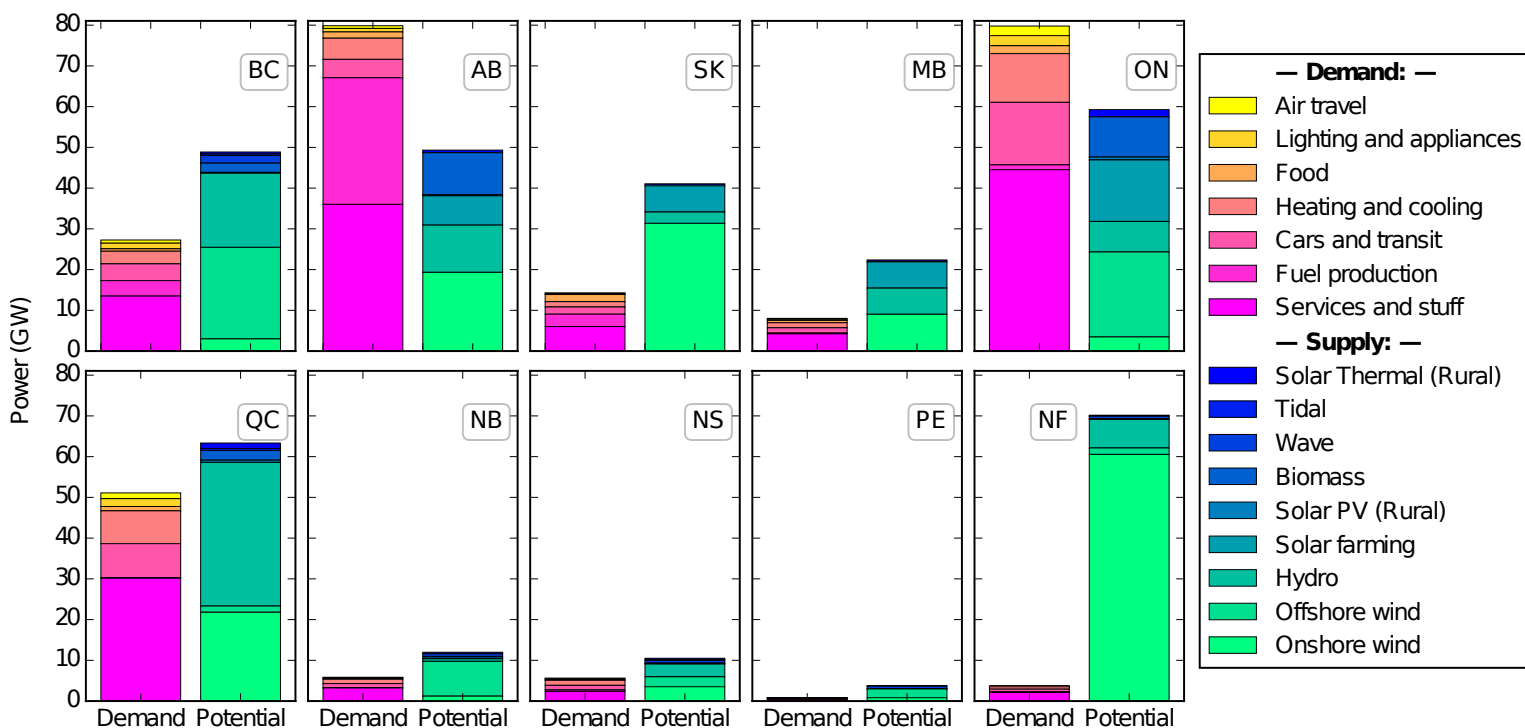 Power (GW)
80
70
60
50
40
30
20
10
0
BC
AB
SK
MB
ON
80
70
60
50
40
30
20
10
0
QC
NB
NS
PE
NF
Demand Potential Demand Potential Demand Potential Demand Potential Demand Potential
— Demand: —
Air travel
Lighting and appliances
Food
Heating and cooling
Cars and transit
Fuel production
Services and stuff
— Supply: —
Solar Thermal (Rural)
Tidal
Wave
Biomass
Solar PV (Rural)
Solar farming
Hydro
Offshore wind
Onshore wind